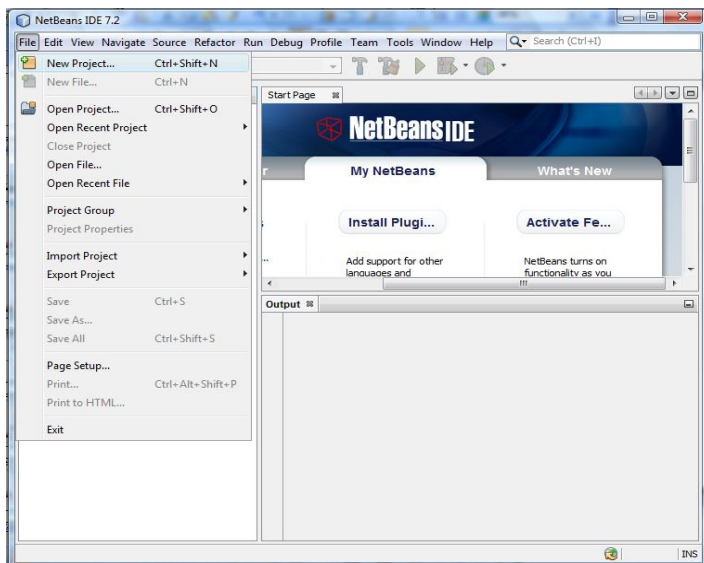 NetBeans IDE 7.2
File Edit View Navigate Source Refactor Run Debug Profile Team Tools Window Help Search (Ctrl+I)
New Project... Ctrl+Shift+N
New File... Ctrl+N
Open Project... Ctrl+Shift+O
Open Recent Project
Close Project
Open File...
Open Recent File
Project Group
Project Properties
Import Project
Export Project
Save Ctrl+S
Save As...
Save All Ctrl+Shift+S
Page Setup...
Print... Ctrl+Alt+Shift+P
Print to HTML...
Exit
Start Page
NetBeans IDE
r My NetBeans What's New
Install Plugi... Activate Fe...
... Add support for other NetBeans turns on
languages and functionality as you
Output
INS